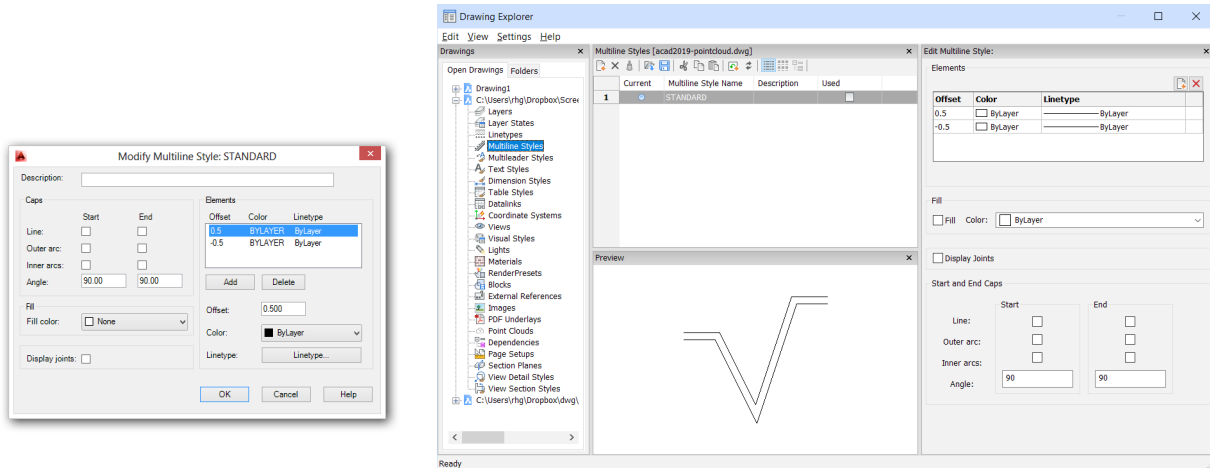 Modify Multiline Style: STANDARD
Description:
Caps
Start End
Line:
Outer arc:
Inner arcs:
Angle: 90.00 90.00
Fill
Fill color: None
Display joints:
Elements
Offset Color Linetype
0.5 BYLAYER ByLayer
-0.5 BYLAYER ByLayer
Add Delete
Offset: 0.500
Color: ByLayer
Linetype: Linetype...
OK Cancel Help
Drawing Explorer
Edit View Settings Help
Drawings
Open Drawings Folders
Drawing1
C:\Users\rhg\Dropbox\Scree
Layers
Layer States
Linetypes
Multiline Styles
Multileader Styles
Text Styles
Dimension Styles
Table Styles
Datalinks
Coordinate Systems
Views
Visual Styles
Lights
Materials
RenderPresets
Blocks
External References
Images
PDF Underlays
Point Clouds
Dependencies
Page Setups
Section Planes
View Detail Styles
View Section Styles
C:\Users\rhg\Dropbox\dwg\
Multiline Styles [acad2019-pointcloud.dwg]
Current Multiline Style Name Description Used
1 STANDARD
Preview
Edit Multiline Style:
Elements
Offset Color Linetype
0.5 ByLayer ByLayer
-0.5 ByLayer ByLayer
Fill
Fill Color: ByLayer
Display Joints
Start and End Caps
Start End
Line:
Outer arc:
Inner arcs:
Angle: 90 90
Ready